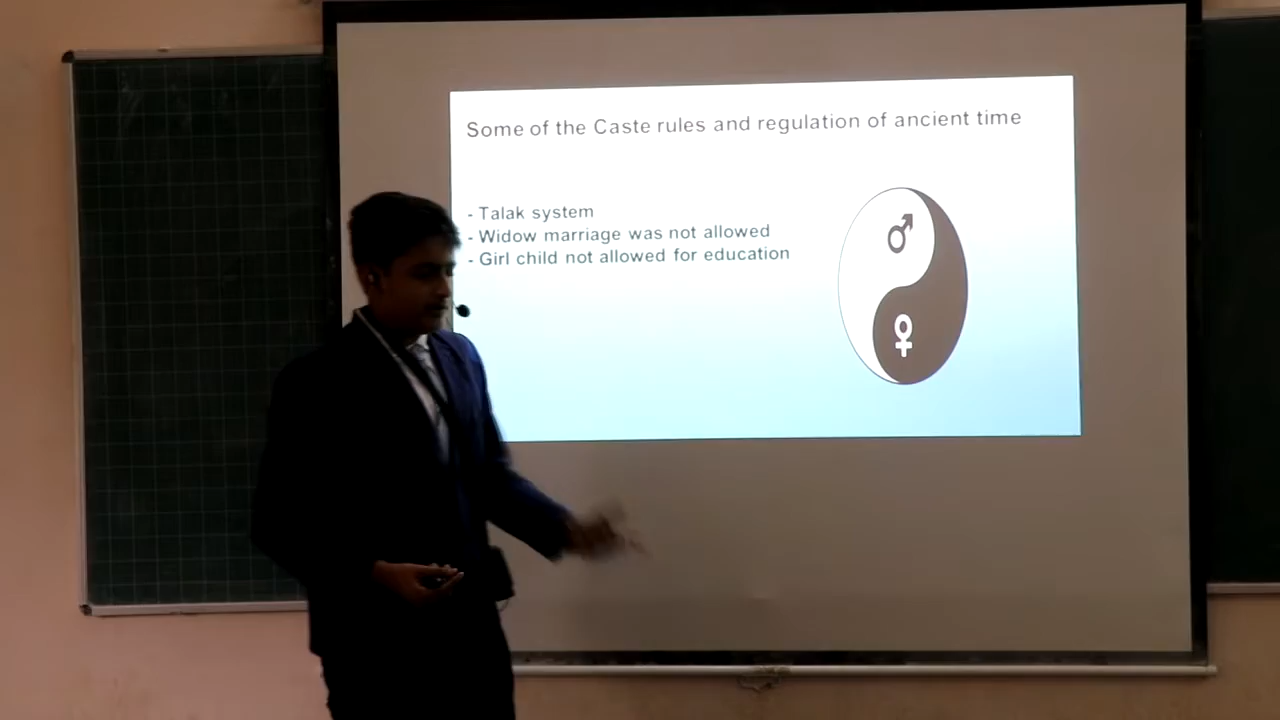 Some of the Caste rules and regulation of ancient time
- Talak system
- Widow marriage was not allowed
- Girl child not allowed for education